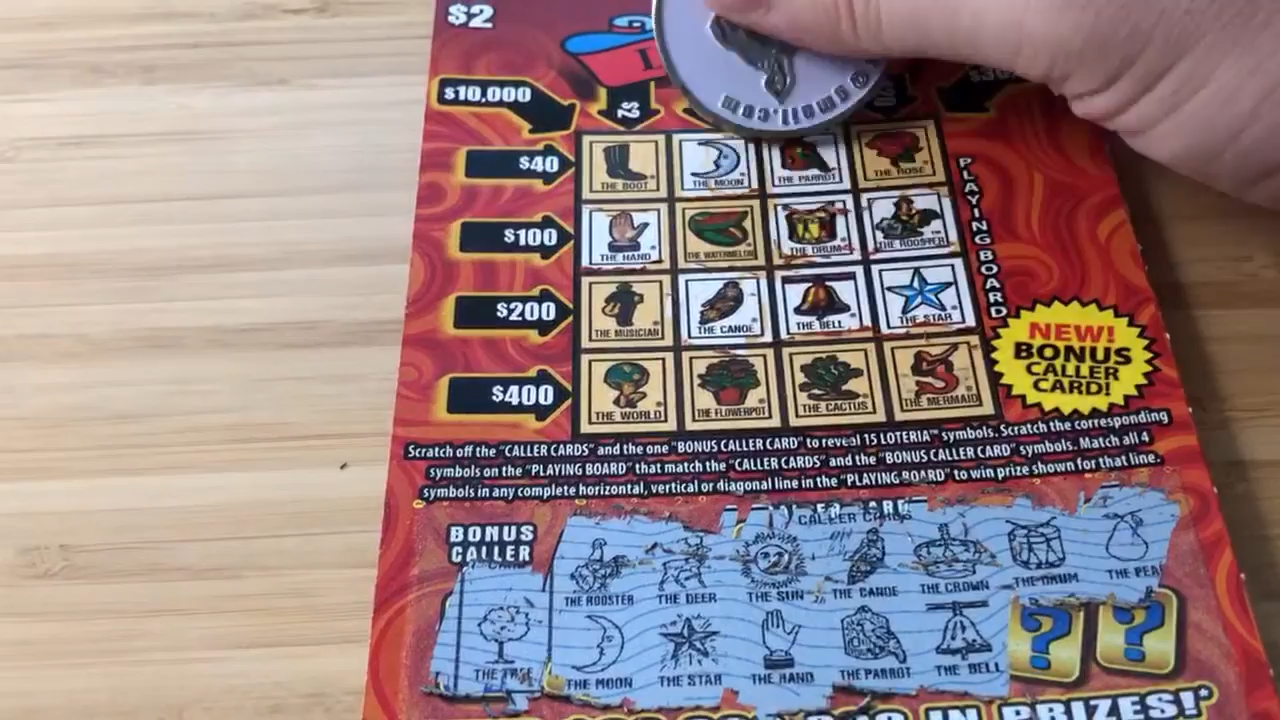 $2
@gmail.com
$10,000
$2
$40
THE BOOT
THE MOON
THE PARROT
THE ROSE
$100
THE HAND
THE WATERMELON
THE DRUM
THE ROOSTER
$200
THE MUSICIAN
THE CANOE
THE BELL
THE STAR
$400
THE WORLD
THE FLOWERPOT
THE CACTUS
THE MERMAID
PLAYING BOARD
NEW!
BONUS
CALLER
CARD!
Scratch off the "CALLER CARDS" and the one "BONUS CALLER CARD" to reveal 15 LOTERIA™ symbols. Scratch the corresponding
symbols on the "PLAYING BOARD" that match the "CALLER CARDS" and the "BONUS CALLER CARD" symbols. Match all 4
symbols in any complete horizontal, vertical or diagonal line in the "PLAYING BOARD" to win prize shown for that line.
BONUS
CALLER
CALLER CARDS
THE ROOSTER
THE DEER
THE SUN
THE CANOE
THE CROWN
THE DRUM
THE PEA
THE TREE
THE MOON
THE STAR
THE HAND
THE PARROT
THE BELL
? ?
IN PRIZES!*